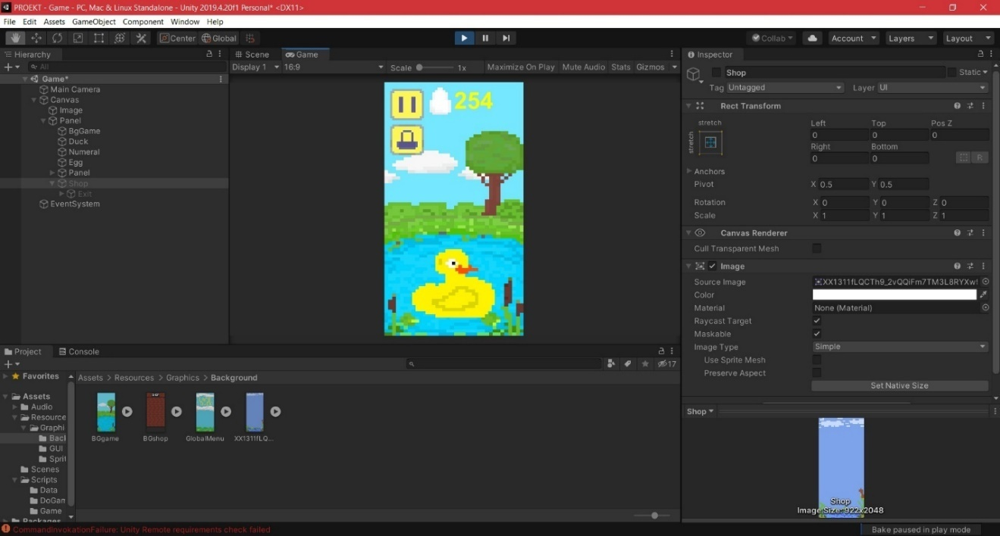 PROEKT - Game - PC, Mac & Linux Standalone - Unity 2019.4.20f1 Personal* <DX11>
File Edit Assets GameObject Component Window Help
Center Global Collab Account Layers Layout
Hierarchy
All
Game*
Main Camera
Canvas
Image
Panel
BgGame
Duck
Numeral
Egg
Panel
Shop
Exit
EventSystem
Scene Game
Display 1 16:9 Scale 1x Maximize On Play Mute Audio Stats Gizmos
254
Inspector
Shop Static
Tag Untagged Layer UI
Rect Transform
stretch
stretch
Left Top Pos Z
0 0 0
Right Bottom
0 0 R
Anchors
Pivot X 0.5 Y 0.5
Rotation X 0 Y 0 Z 0
Scale X 1 Y 1 Z 1
Canvas Renderer
Cull Transparent Mesh
Image
Source Image XX1311fLQCTh9_2vQQiFm7TM3L8RYXw
Color
Material None (Material)
Raycast Target
Maskable
Image Type Simple
Use Sprite Mesh
Preserve Aspect
Set Native Size
Shop
Shop
Image Size: 922x2048
Project Console
17
Favorites
Assets
Audio
Resource
Graphi
Back
GUI
Sprit
Scenes
Scripts
Data
DoGam
Game
Packages
Assets > Resources > Graphics > Background
BGgame BGshop GlobalMenu XX1311fLQ...
CommandInvokationFailure: Unity Remote requirements check failed
Bake paused in play mode